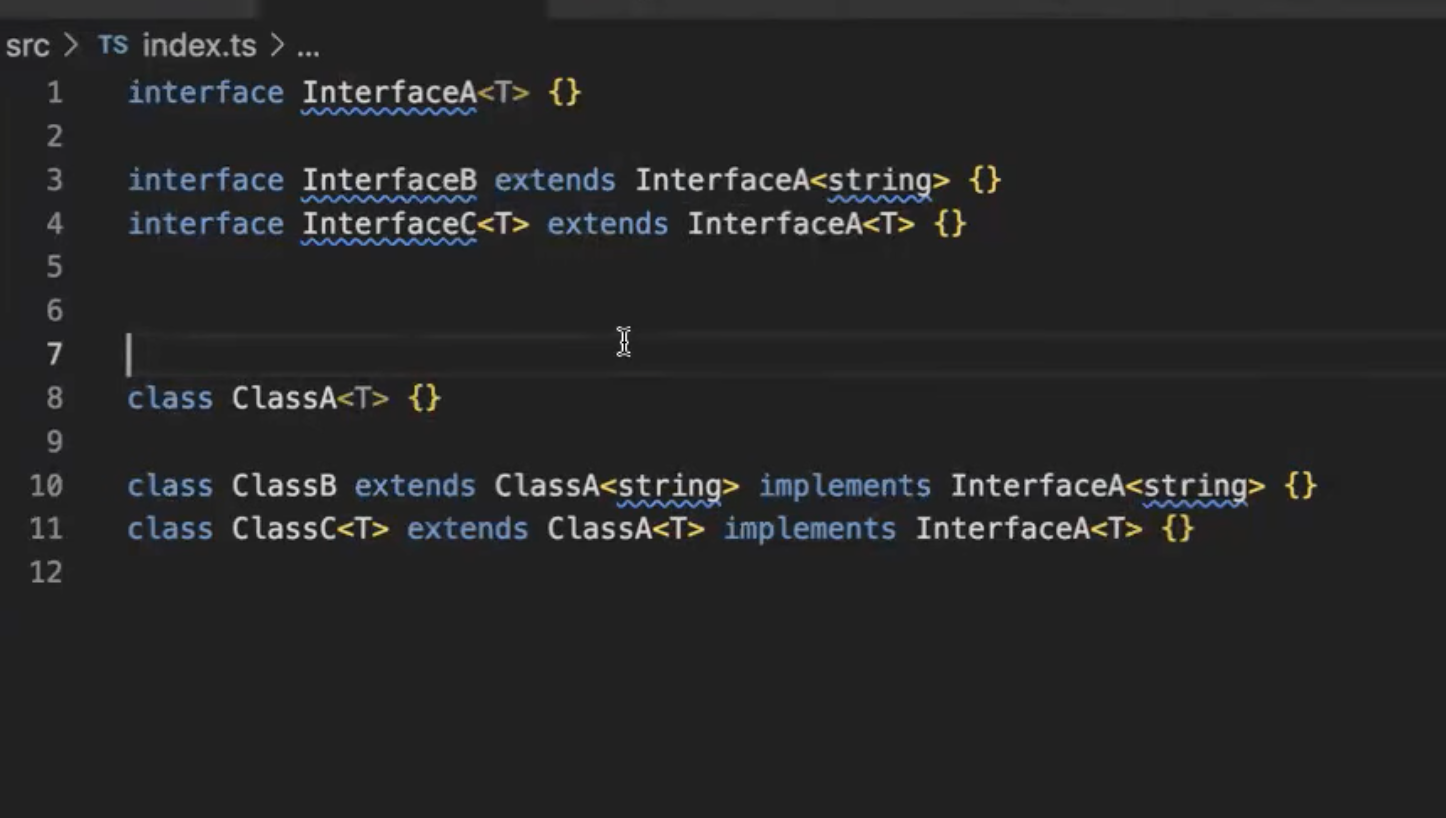 src > TS index.ts > ...
1 interface InterfaceA<T> {}
2
3 interface InterfaceB extends InterfaceA<string> {}
4 interface InterfaceC<T> extends InterfaceA<T> {}
5
6
7
8 class ClassA<T> {}
9
10 class ClassB extends ClassA<string> implements InterfaceA<string> {}
11 class ClassC<T> extends ClassA<T> implements InterfaceA<T> {}
12